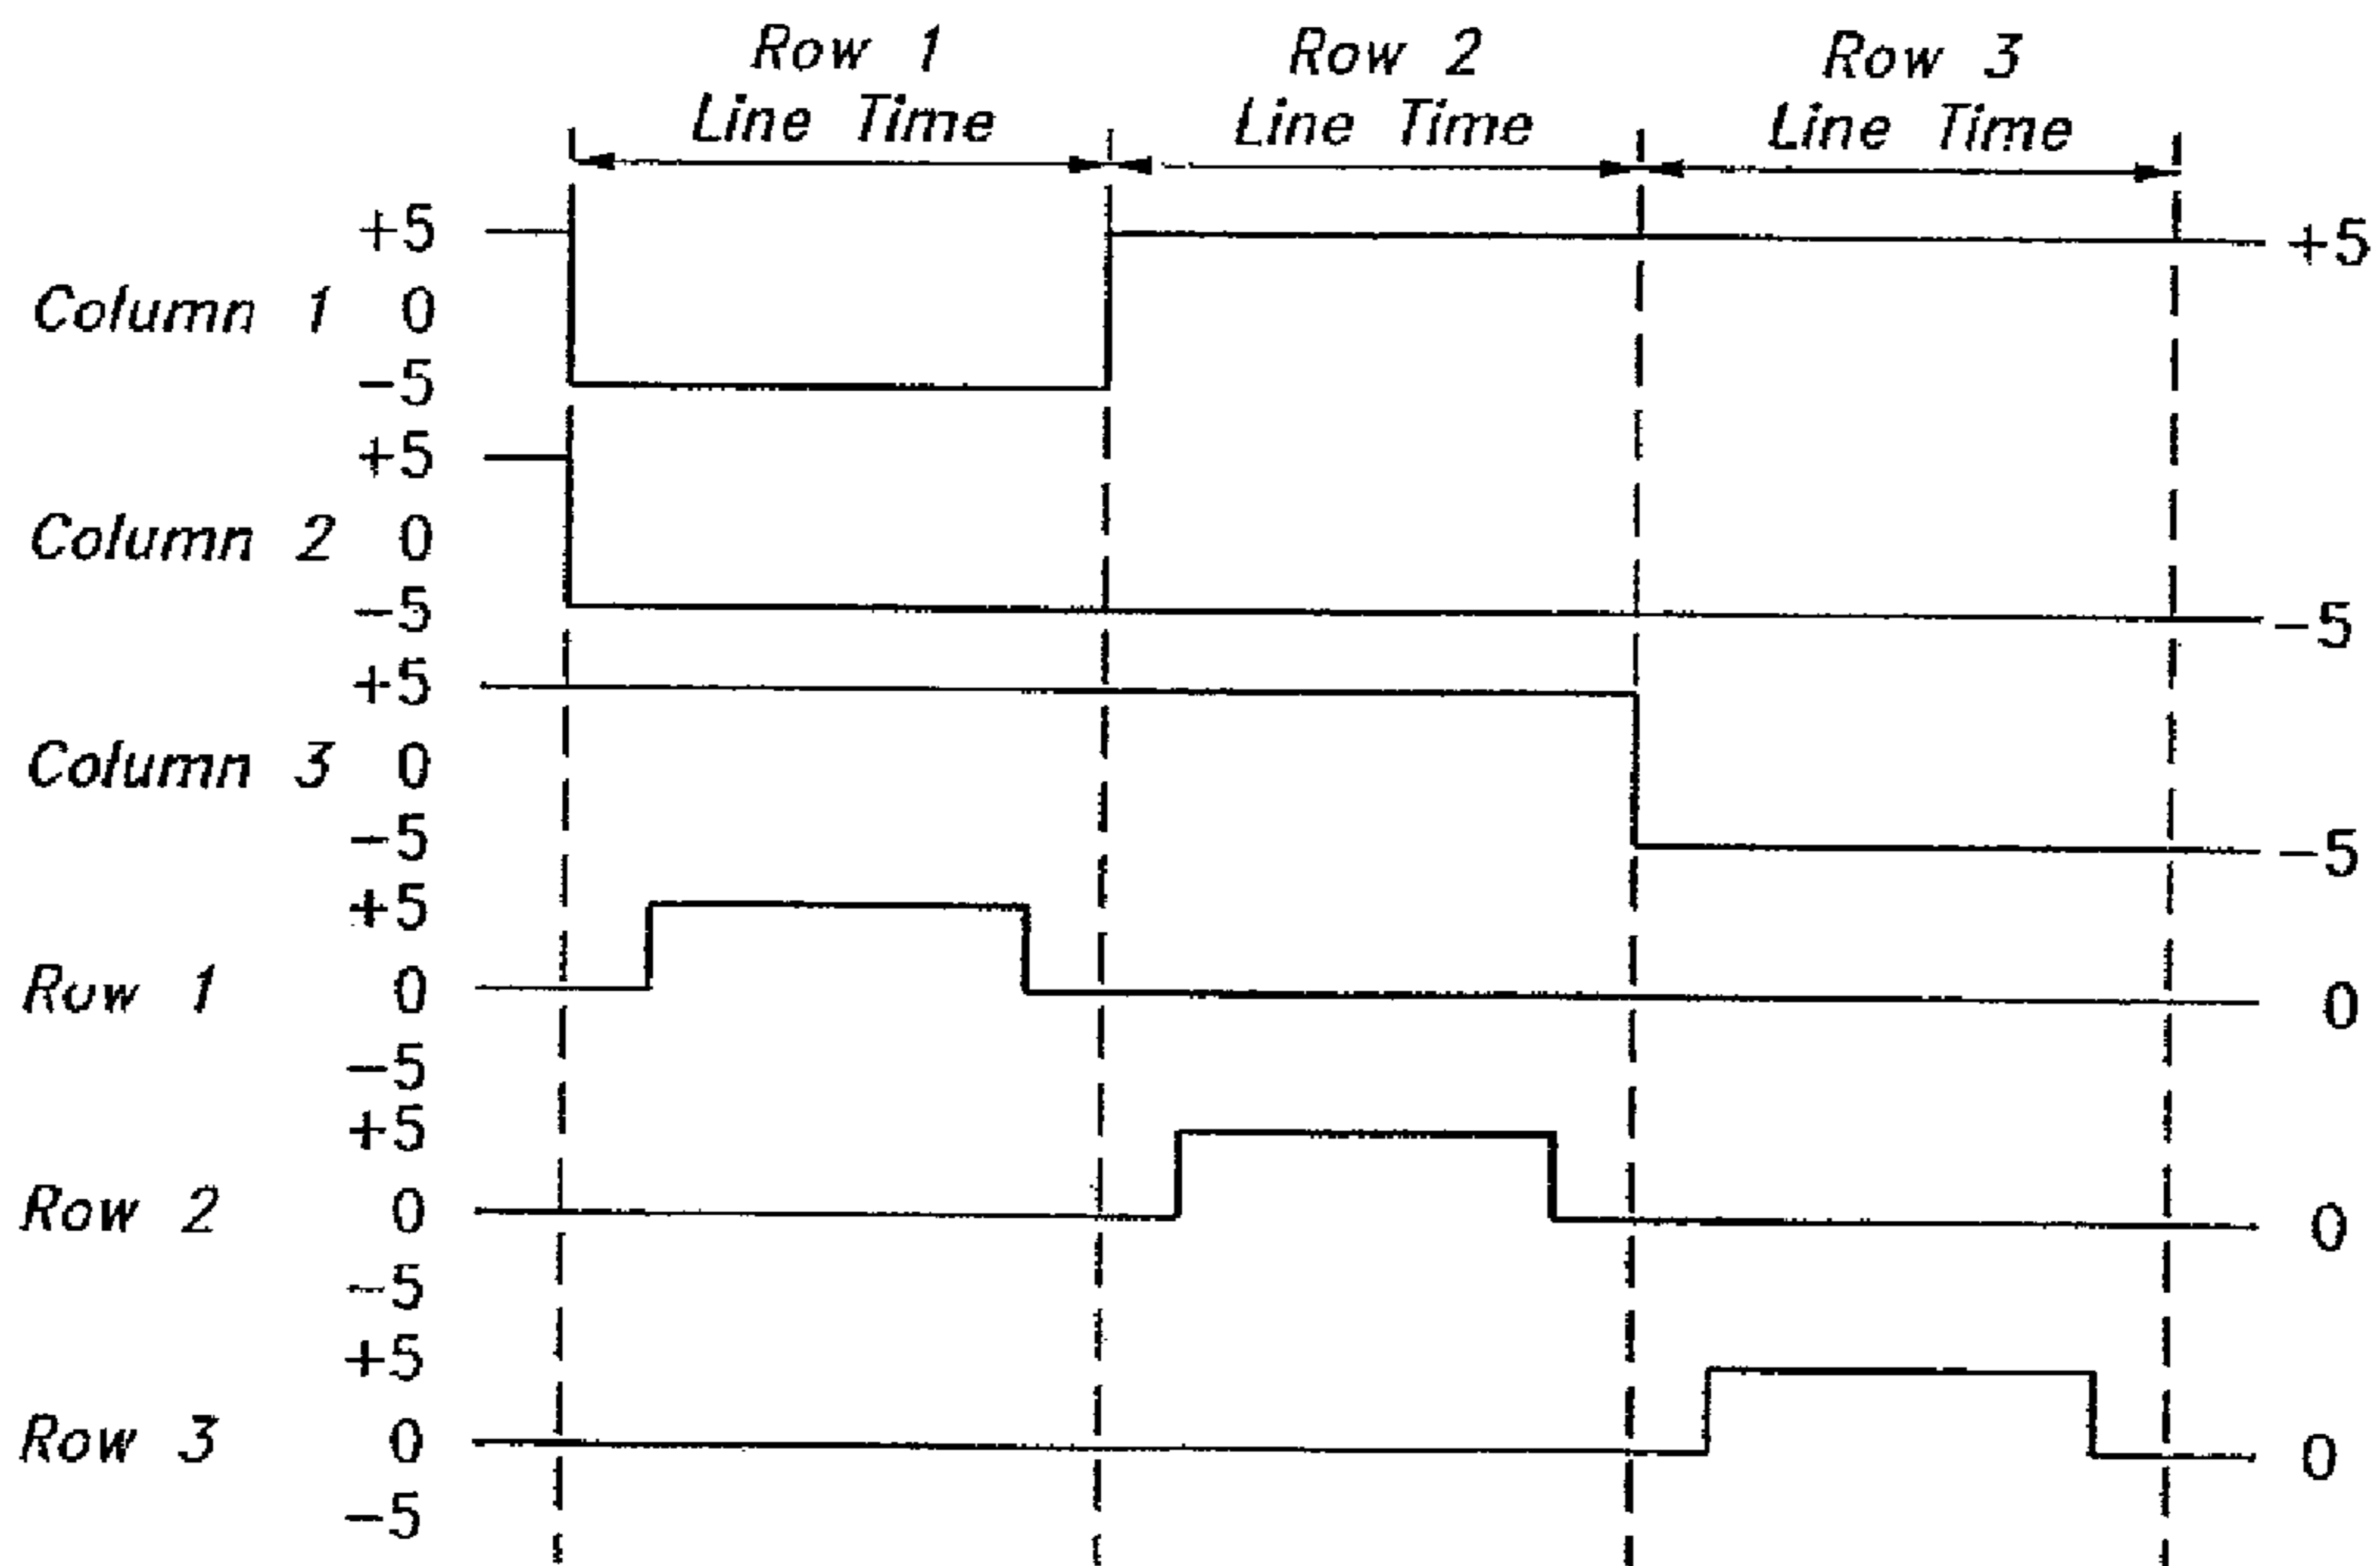 Row 1 Row 2 Row 3
Line Time Line Time Line Time
+5 +5
Column 1 0
-5
+5
Column 2 0
-5 -5
+5
Column 3 0
-5 -5
+5
Row 1 0 0
-5
+5
Row 2 0 0
-5
+5
Row 3 0 0
-5